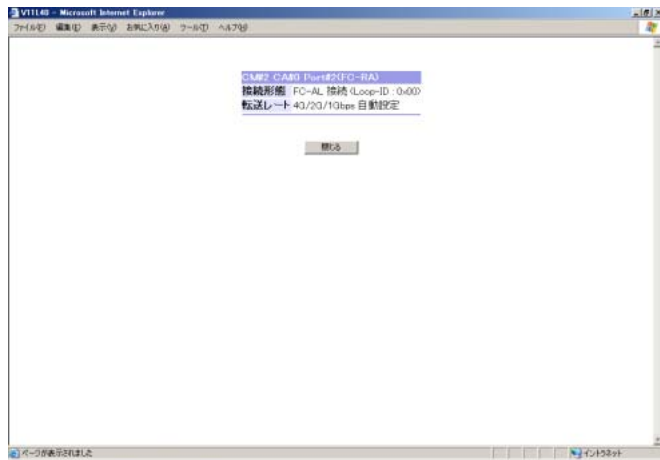 V11L40 - Microsoft Internet Explorer
ファイル(F) 編集(E) 表示(V) お気に入り(A) ツール(T) ヘルプ(H)
CM#2 CA#0 Port#2(FC-RA)
接続形態 FC-AL 接続 (Loop-ID : 0x00)
転送レート 4G/2G/1Gbps 自動設定
閉じる
ページが表示されました
イントラネット